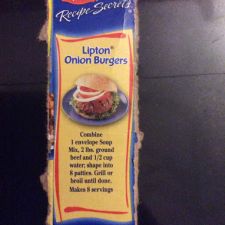 Recipe Secrets
Lipton®
Onion Burgers
Combine
1 envelope Soup
Mix, 2 lbs. ground
beef and 1/2 cup
water; shape into
8 patties. Grill or
broil until done.
Makes 8 servings